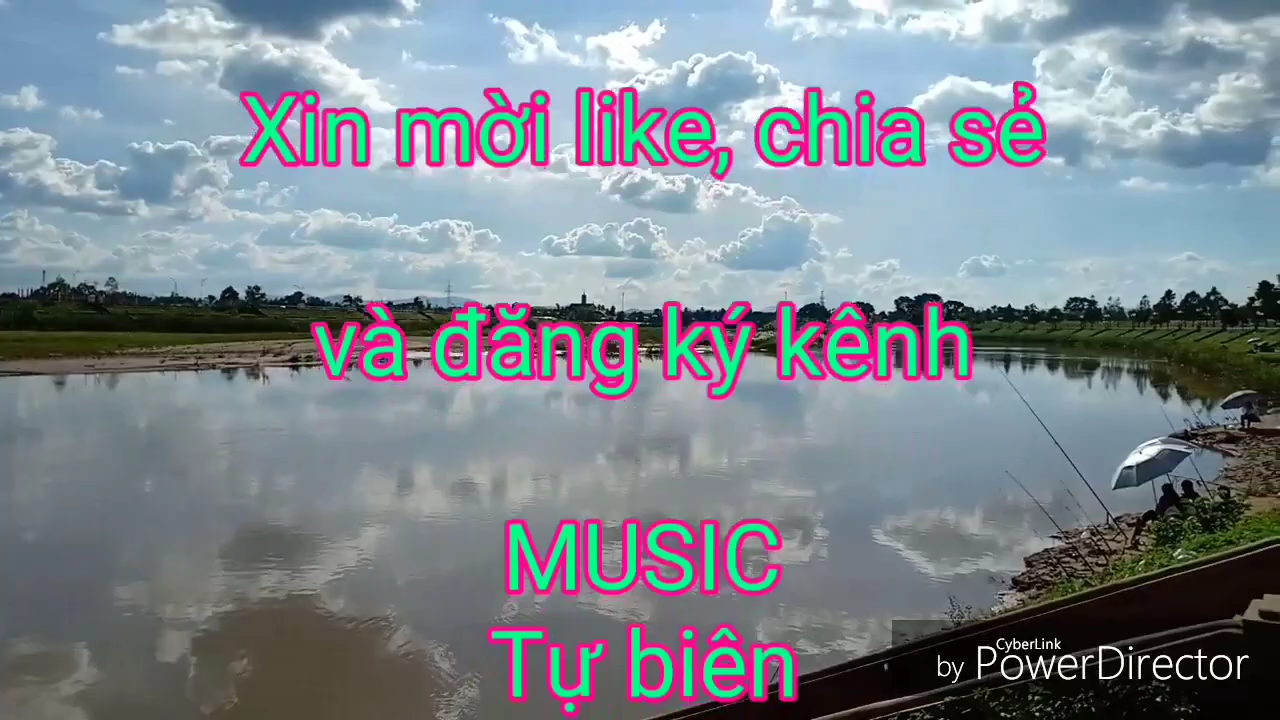 Xin mời like, chia sẻ
và đăng ký kênh
MUSIC
Tự biên
CyberLink
by PowerDirector